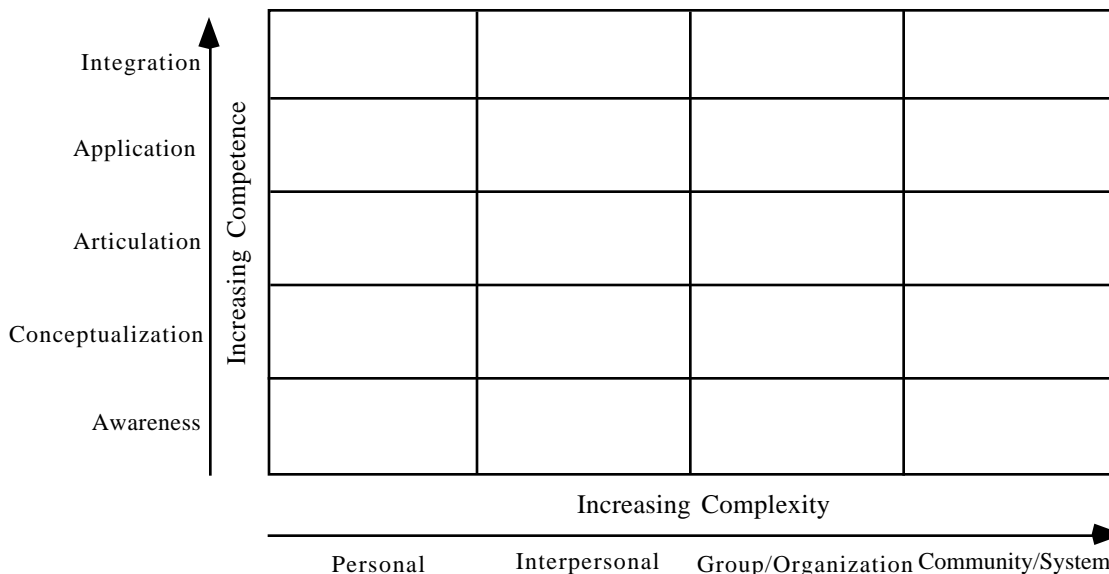 Integration
Application
Articulation
Conceptualization
Awareness
Increasing Competence
Increasing Complexity
Personal Interpersonal Group/Organization Community/System